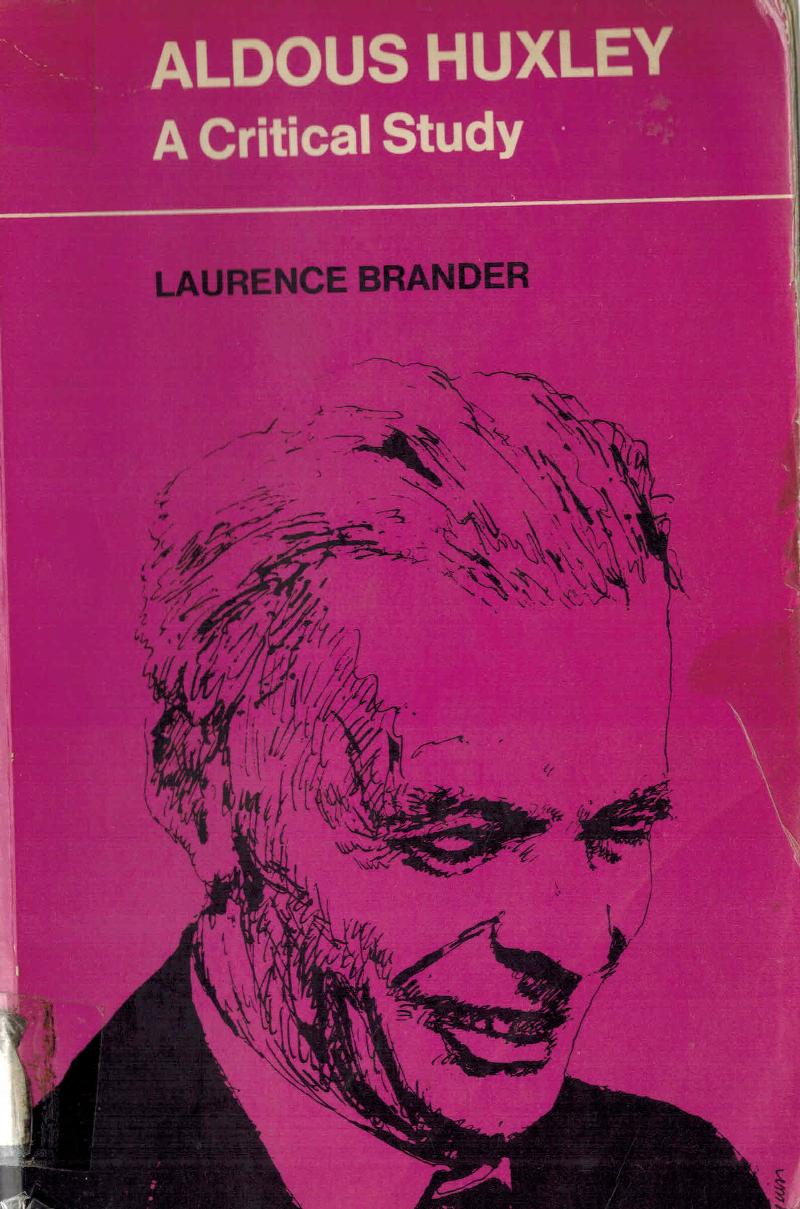 ALDOUS HUXLEY
A Critical Study
LAURENCE BRANDER